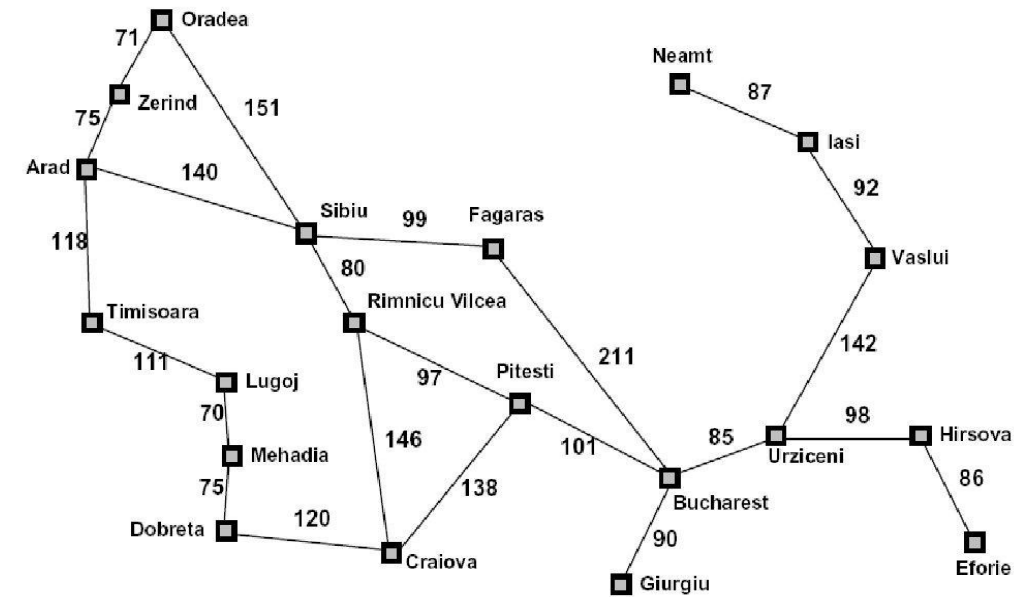 Oradea
71
Neamt
87
Zerind
151
75
Iasi
Arad
140
92
Sibiu
99
Fagaras
118
80
Vaslui
Rimnicu Vilcea
Timisoara
142
211
111
Pitesti
97
Lugoj
70
98
146
101
85
Hirsova
Mehadia
Urziceni
86
75
138
Bucharest
120
Dobreta
90
Craiova
Eforie
Giurgiu